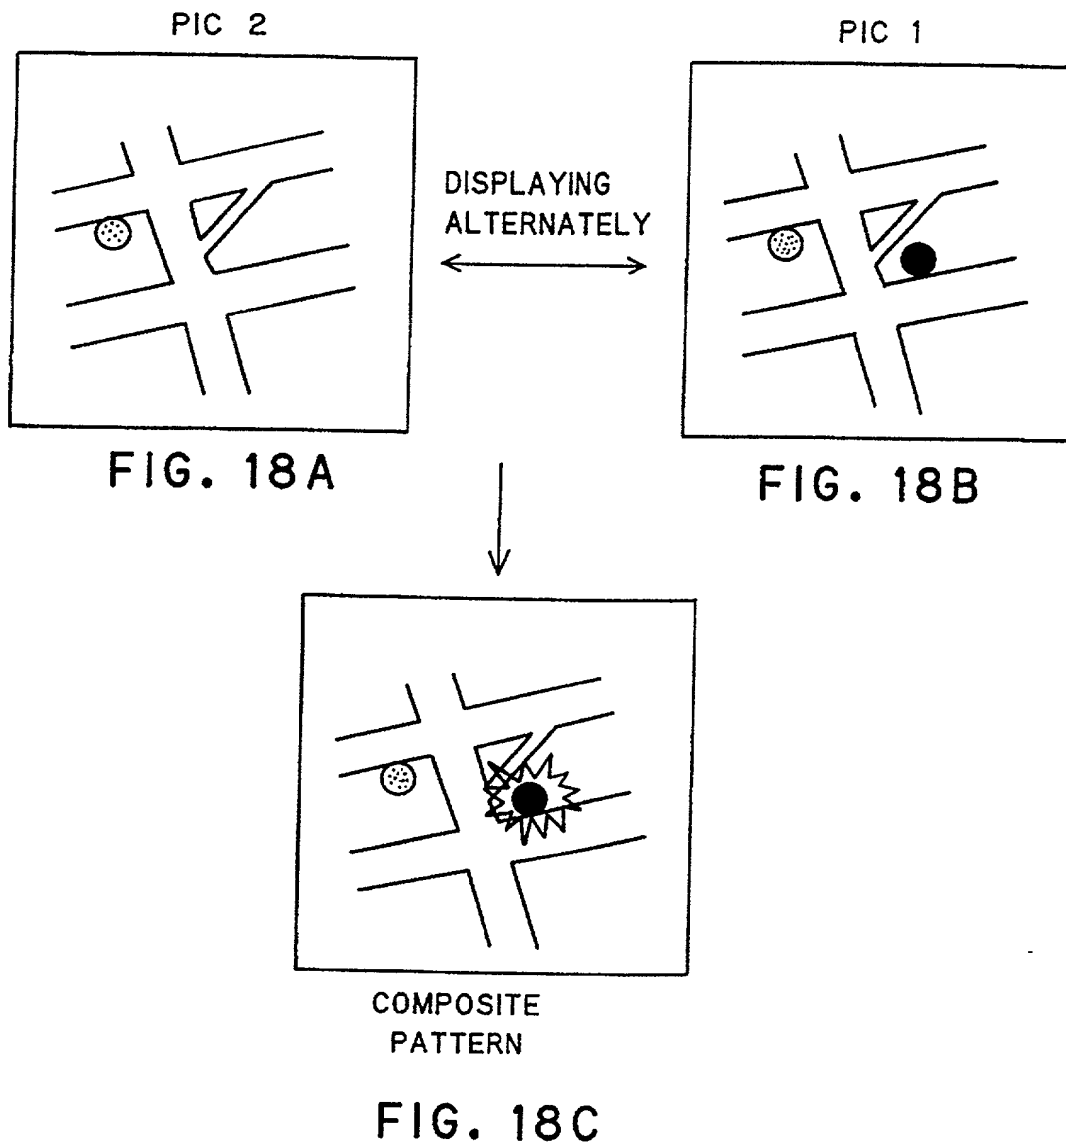 PIC 2
PIC 1
DISPLAYING
ALTERNATELY
FIG. 18A
FIG. 18B
COMPOSITE
PATTERN
FIG. 18C